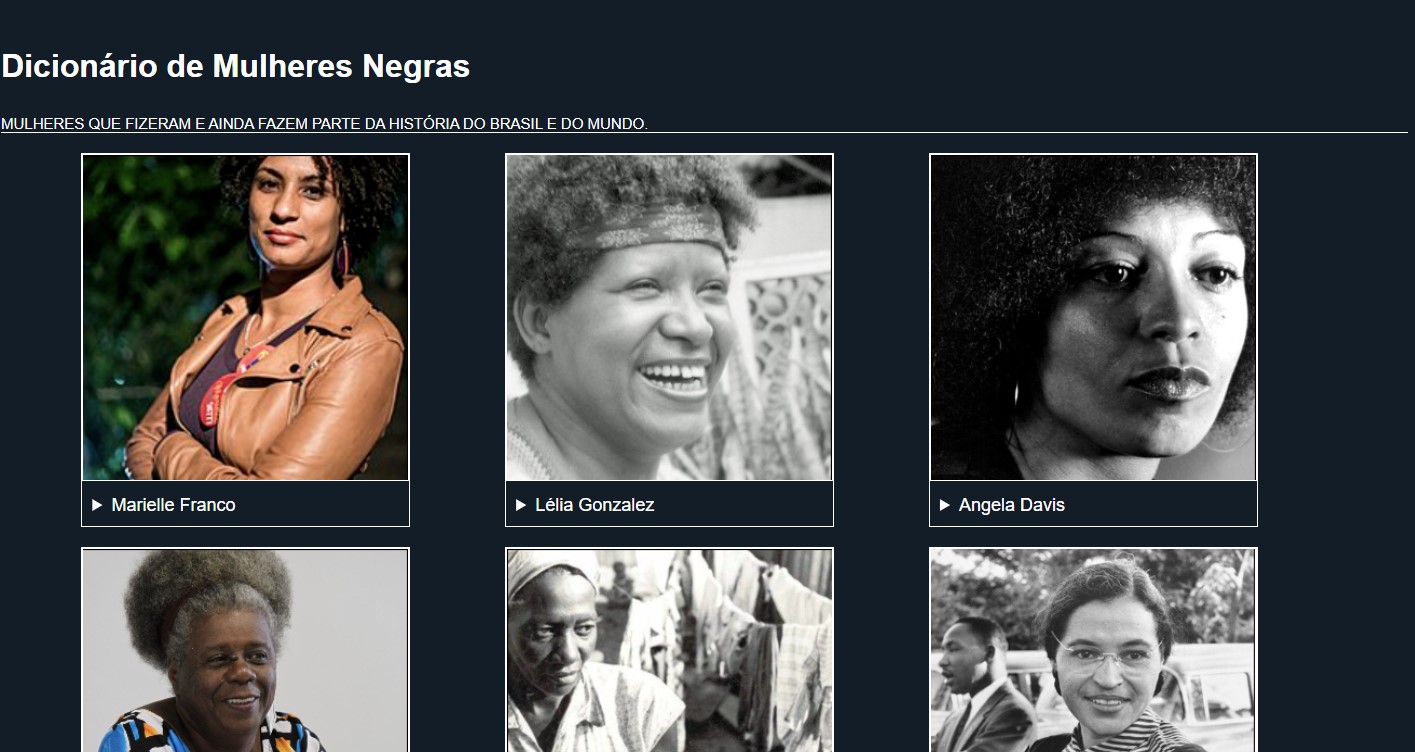 Dicionário de Mulheres Negras
MULHERES QUE FIZERAM E AINDA FAZEM PARTE DA HISTÓRIA DO BRASIL E DO MUNDO.
Marielle Franco
Lélia Gonzalez
Angela Davis